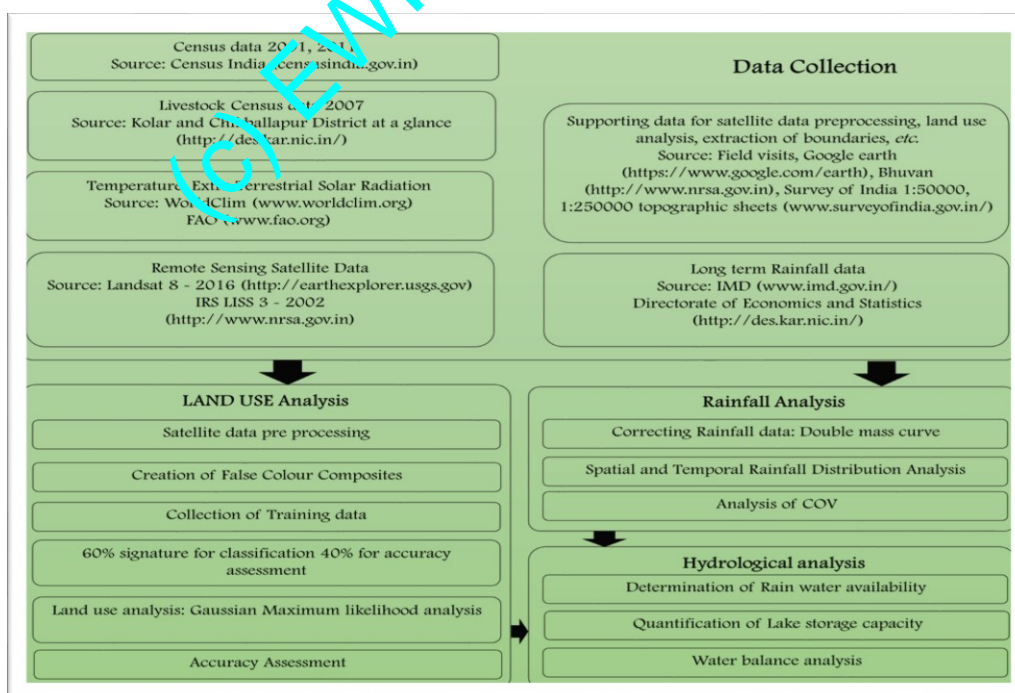 Census data 2001, 2011
Source: Census India (censusindia.gov.in)
Livestock Census data 2007
Source: Kolar and Chikballapur District at a glance
(http://des.kar.nic.in/)
Temperature, Extra Terrestrial Solar Radiation
Source: WorldClim (www.worldclim.org)
FAO (www.fao.org)
Remote Sensing Satellite Data
Source: Landsat 8 - 2016 (http://earthexplorer.usgs.gov)
IRS LISS 3 - 2002
(http://www.nrsa.gov.in)
Data Collection
Supporting data for satellite data preprocessing, land use
analysis, extraction of boundaries, etc.
Source: Field visits, Google earth
(https://www.google.com/earth), Bhuvan
(http://www.nrsa.gov.in), Survey of India 1:50000,
1:250000 topographic sheets (www.surveyofindia.gov.in/)
Long term Rainfall data
Source: IMD (www.imd.gov.in/)
Directorate of Economics and Statistics
(http://des.kar.nic.in/)
LAND USE Analysis
Satellite data pre processing
Creation of False Colour Composites
Collection of Training data
60% signature for classification 40% for accuracy
assessment
Land use analysis: Gaussian Maximum likelihood analysis
Accuracy Assessment
Rainfall Analysis
Correcting Rainfall data: Double mass curve
Spatial and Temporal Rainfall Distribution Analysis
Analysis of COV
Hydrological analysis
Determination of Rain water availability
Quantification of Lake storage capacity
Water balance analysis
(c)